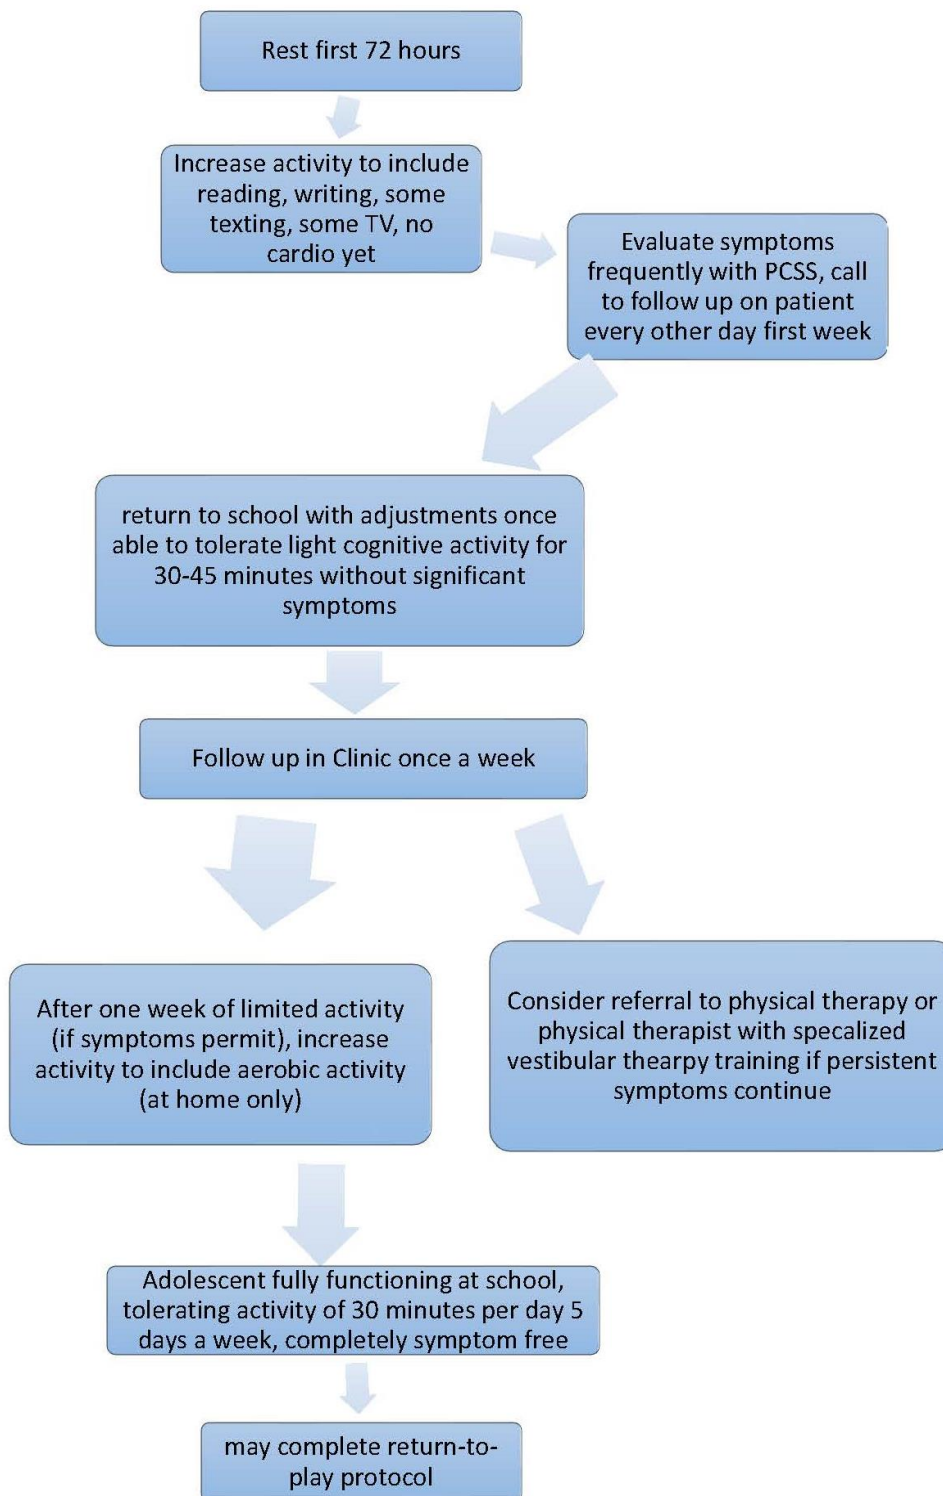 Rest first 72 hours
Increase activity to include
reading, writing, some
texting, some TV, no
cardio yet
Evaluate symptoms
frequently with PCSS, call
to follow up on patient
every other day first week
return to school with adjustments once
able to tolerate light cognitive activity for
30-45 minutes without significant
symptoms
Follow up in Clinic once a week
After one week of limited activity
(if symptoms permit), increase
activity to include aerobic activity
(at home only)
Consider referral to physical therapy or
physical therapist with specalized
vestibular thearpy training if persistent
symptoms continue
Adolescent fully functioning at school,
tolerating activity of 30 minutes per day 5
days a week, completely symptom free
may complete return-to-
play protocol